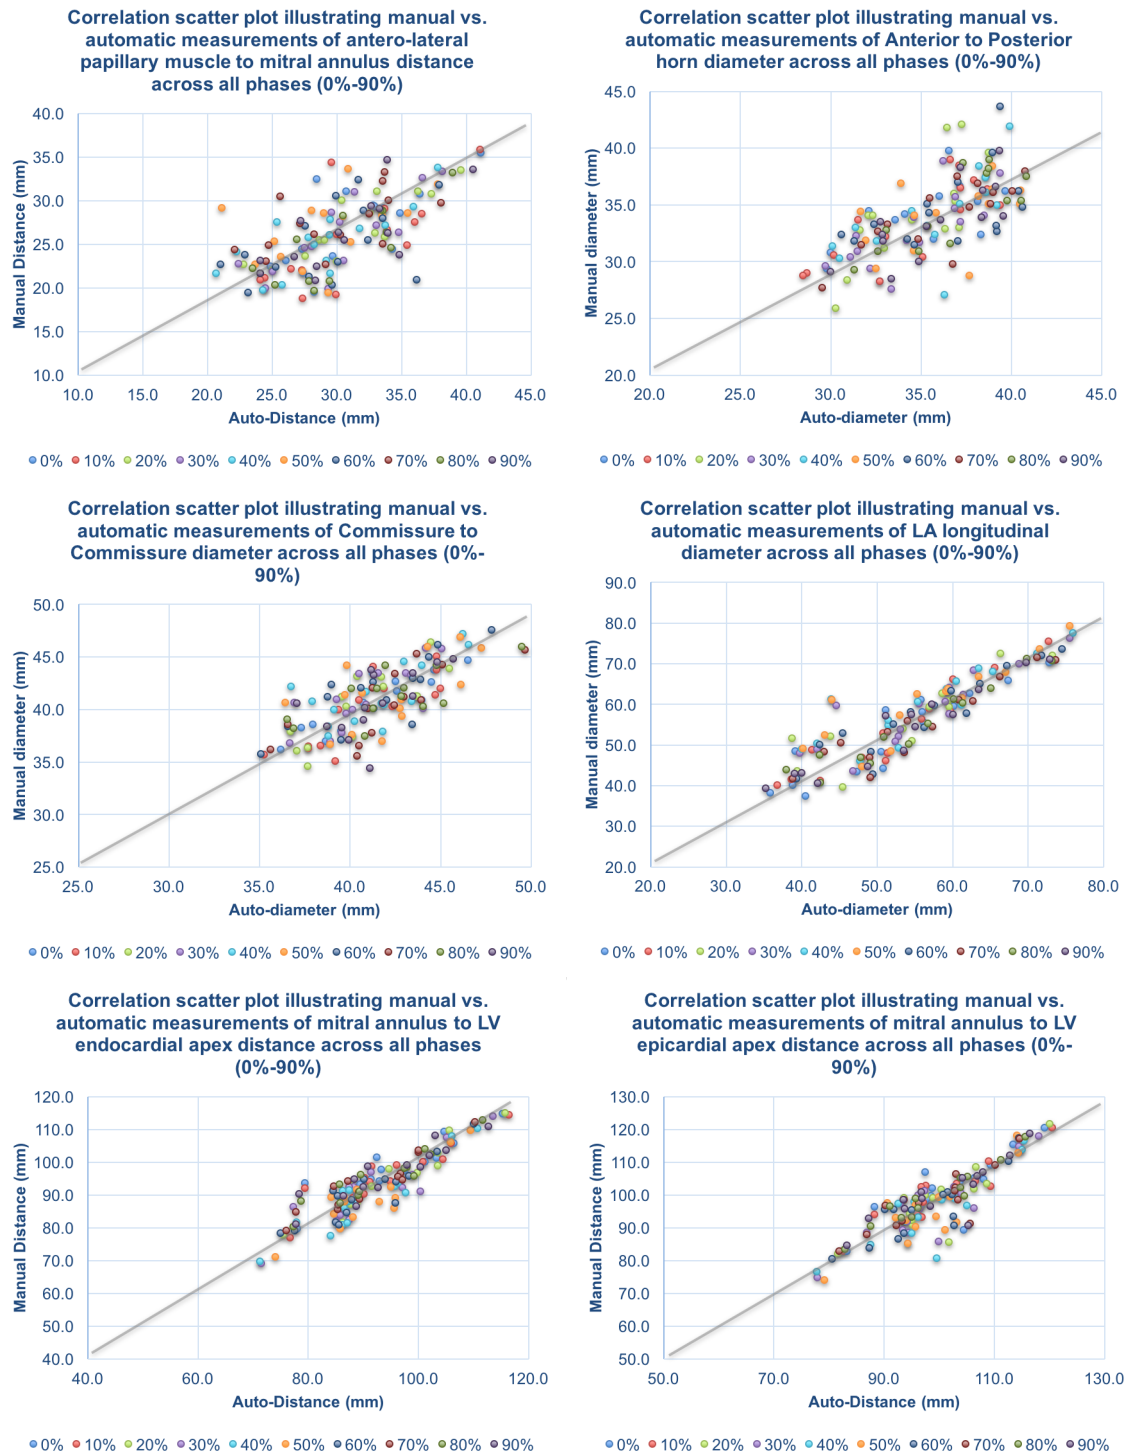 Correlation scatter plot illustrating manual vs.
automatic measurements of antero-lateral
papillary muscle to mitral annulus distance
across all phases (0%-90%)
40.0
35.0
30.0
25.0
20.0
15.0
10.0
Manual Distance (mm)
10.0 15.0 20.0 25.0 30.0 35.0 40.0 45.0
Auto-Distance (mm)
0% 10% 20% 30% 40% 50% 60% 70% 80% 90%
Correlation scatter plot illustrating manual vs.
automatic measurements of Anterior to Posterior
horn diameter across all phases (0%-90%)
45.0
40.0
35.0
30.0
25.0
20.0
Manual diameter (mm)
20.0 25.0 30.0 35.0 40.0 45.0
Auto-diameter (mm)
0% 10% 20% 30% 40% 50% 60% 70% 80% 90%
Correlation scatter plot illustrating manual vs.
automatic measurements of Commissure to
Commissure diameter across all phases (0%-
90%)
50.0
45.0
40.0
35.0
30.0
25.0
Manual diameter (mm)
25.0 30.0 35.0 40.0 45.0 50.0
Auto-diameter (mm)
0% 10% 20% 30% 40% 50% 60% 70% 80% 90%
Correlation scatter plot illustrating manual vs.
automatic measurements of LA longitudinal
diameter across all phases (0%-90%)
90.0
80.0
70.0
60.0
50.0
40.0
30.0
20.0
Manual diameter (mm)
20.0 30.0 40.0 50.0 60.0 70.0 80.0
Auto-diameter (mm)
0% 10% 20% 30% 40% 50% 60% 70% 80% 90%
Correlation scatter plot illustrating manual vs.
automatic measurements of mitral annulus to LV
endocardial apex distance across all phases
(0%-90%)
120.0
110.0
100.0
90.0
80.0
70.0
60.0
50.0
40.0
Manual Distance (mm)
40.0 60.0 80.0 100.0 120.0
Auto-Distance (mm)
0% 10% 20% 30% 40% 50% 60% 70% 80% 90%
Correlation scatter plot illustrating manual vs.
automatic measurements of mitral annulus to LV
epicardial apex distance across all phases (0%-
90%)
130.0
120.0
110.0
100.0
90.0
80.0
70.0
60.0
50.0
Manual Distance (mm)
50.0 70.0 90.0 110.0 130.0
Auto-Distance (mm)
0% 10% 20% 30% 40% 50% 60% 70% 80% 90%